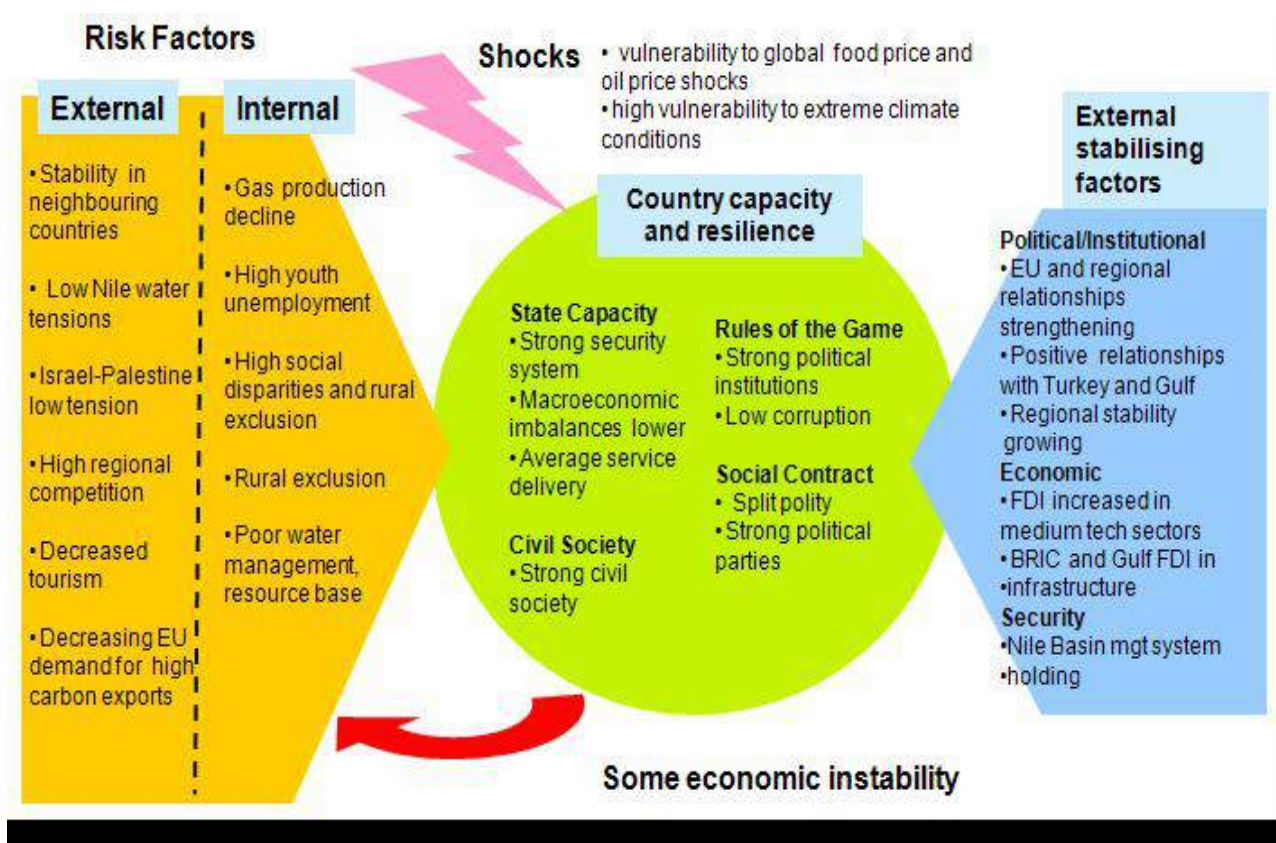 Risk Factors
External
•Stability in
neighbouring
countries
• Low Nile water
tensions
•Israel-Palestine
low tension
•High regional
competition
•Decreased
tourism
•Decreasing EU
demand for high
carbon exports
Internal
•Gas production
decline
•High youth
unemployment
•High social
disparities and rural
exclusion
•Rural exclusion
•Poor water
management,
resource base
Shocks
• vulnerability to global food price and
oil price shocks
•high vulnerability to extreme climate
conditions
Country capacity
and resilience
State Capacity
•Strong security
system
•Macroeconomic
imbalances lower
•Average service
delivery
Civil Society
•Strong civil
society
Rules of the Game
•Strong political
institutions
•Low corruption
Social Contract
• Split polity
•Strong political
parties
External
stabilising
factors
Political/Institutional
•EU and regional
relationships
strengthening
•Positive relationships
with Turkey and Gulf
•Regional stability
growing
Economic
•FDI increased in
medium tech sectors
•BRIC and Gulf FDI in
•infrastructure
Security
•Nile Basin mgt system
•holding
Some economic instability